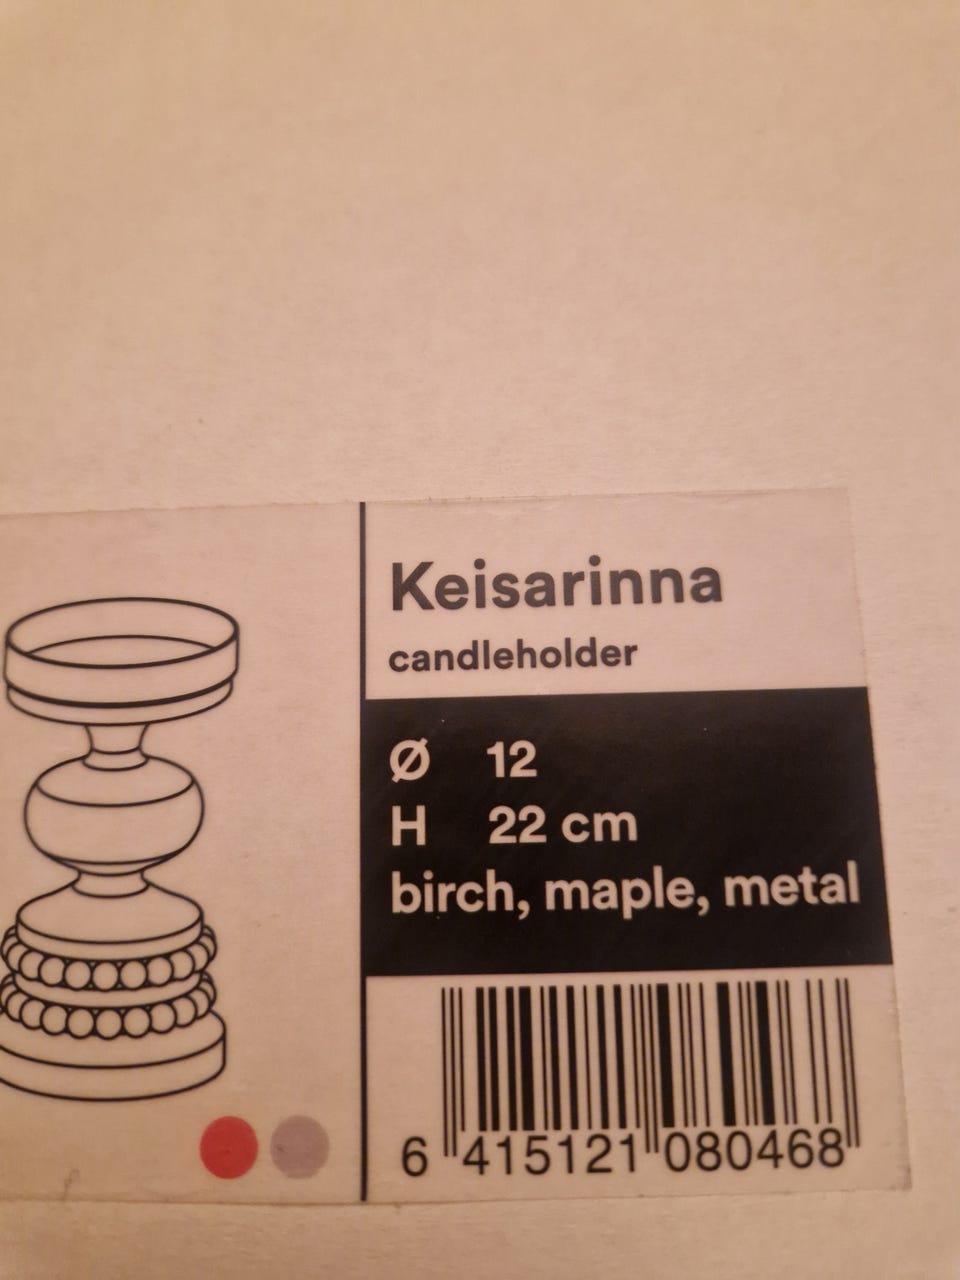 Keisarinna
candleholder
Ø 12
H 22 cm
birch, maple, metal
6 415121 080468